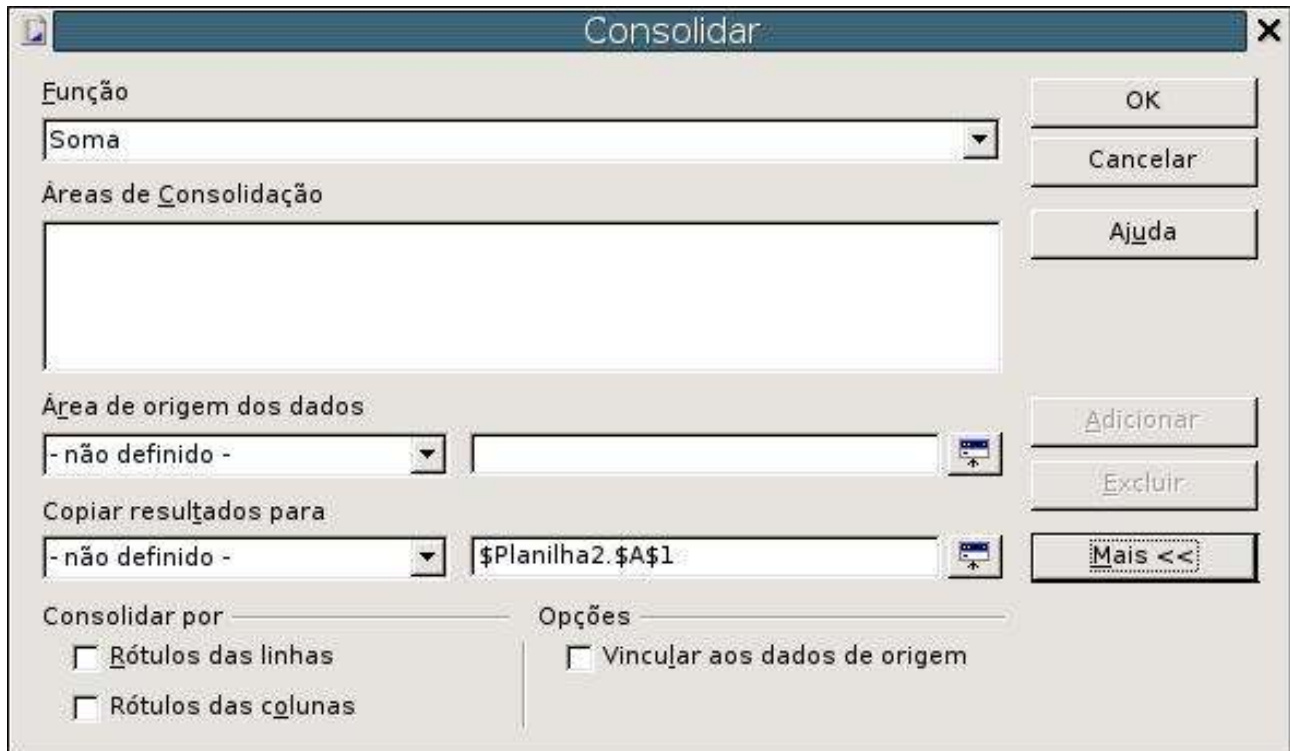 Consolidar
Função
Soma
Áreas de Consolidação
Área de origem dos dados
- não definido -
Copiar resultados para
- não definido -
$Planilha2.$A$1
Consolidar por
Rótulos das linhas
Rótulos das colunas
Opções
Vincular aos dados de origem
OK
Cancelar
Ajuda
Adicionar
Excluir
Mais <<